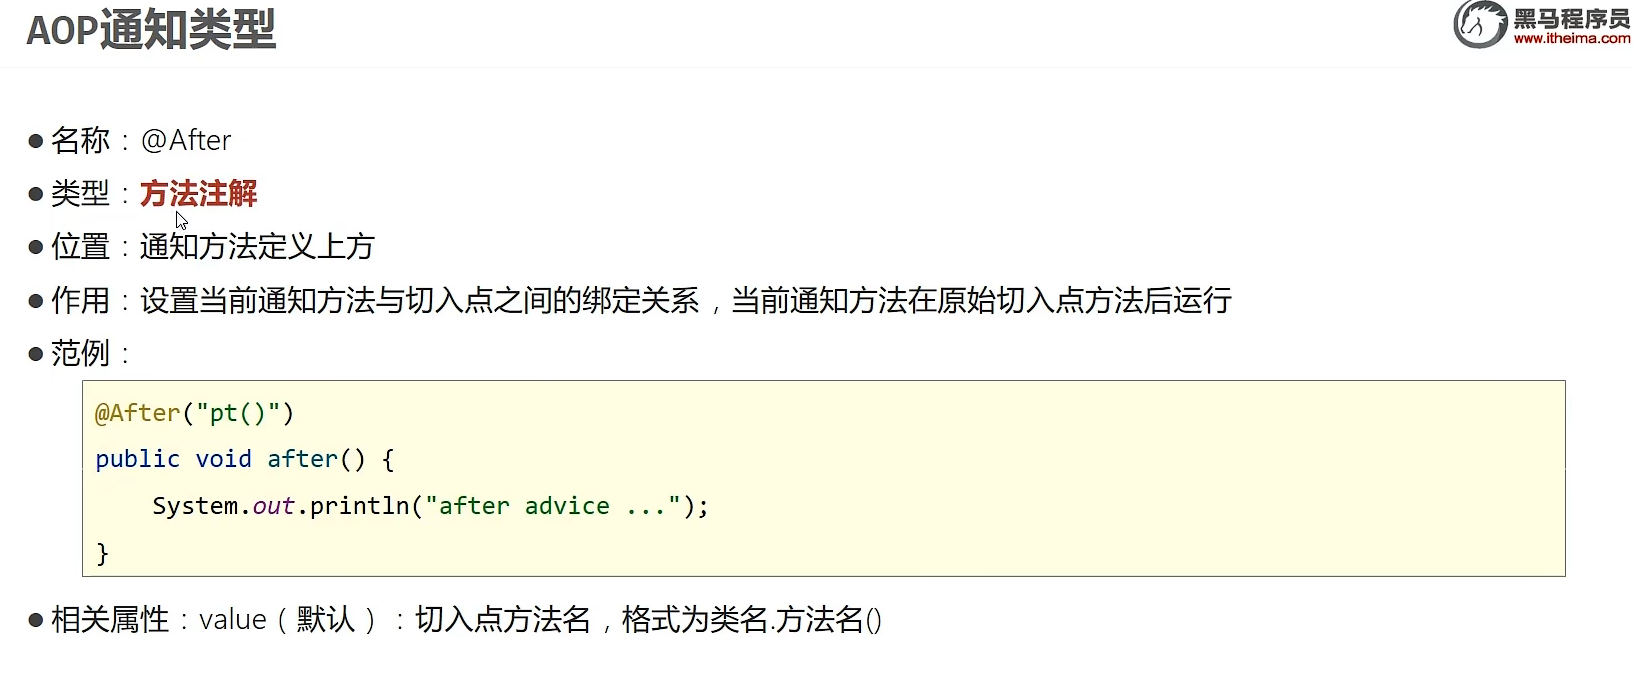 AOP通知类型
黑马程序员
www.itheima.com
● 名称：@After
● 类型：方法注解
● 位置：通知方法定义上方
● 作用：设置当前通知方法与切入点之间的绑定关系，当前通知方法在原始切入点方法后运行
● 范例：
@After("pt()")
public void after() {
    System.out.println("after advice ...");
}
● 相关属性：value（默认）：切入点方法名，格式为类名.方法名()